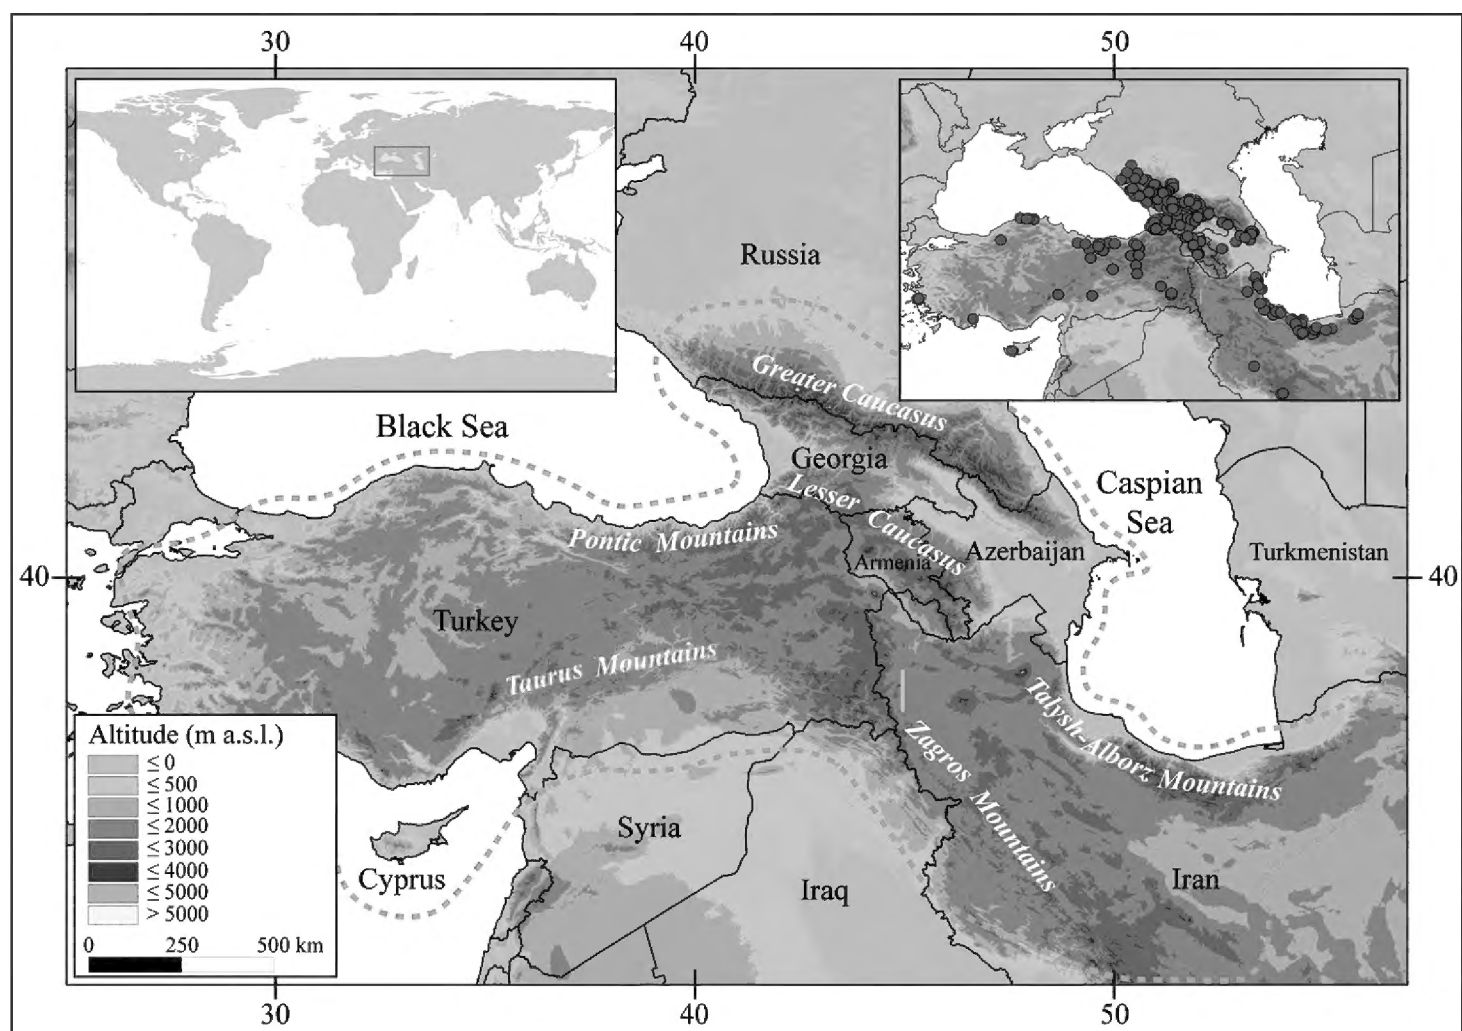 30 40 50
Russia
Greater Caucasus
Black Sea
Georgia
Lesser Caucasus
Caspian
Sea
Pontic Mountains
Azerbaijan
Armenia
Turkmenistan
40 40
Turkey
Taurus Mountains
Talysh-Alborz Mountains
Zagros Mountains
Altitude (m a.s.l.)
≤ 0
≤ 500
≤ 1000
≤ 2000
≤ 3000
≤ 4000
≤ 5000
> 5000
0 250 500 km
Syria
Cyprus
Iraq
Iran
30 40 50